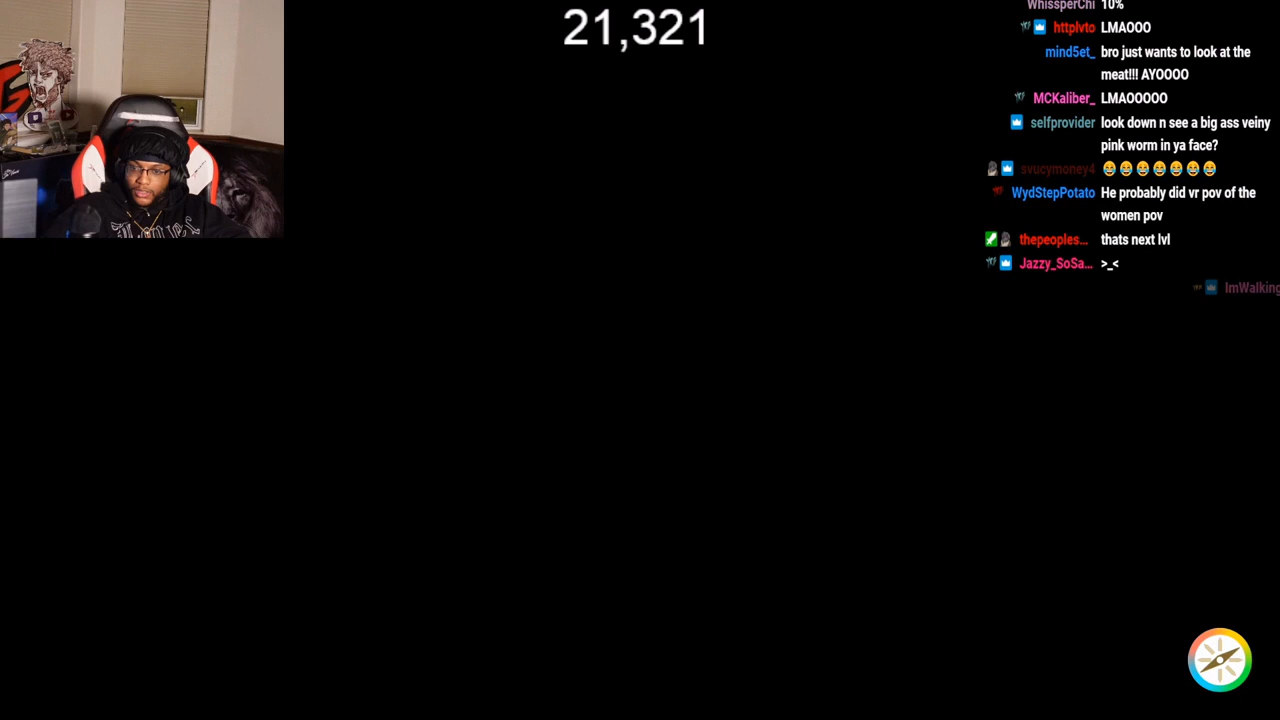 21,321
WhissperChi 10%
httplvto LMAOOO
mind5et_ bro just wants to look at the
meat!!! AYOOOO
MCKaliber_ LMAOOOOO
selfprovider look down n see a big ass veiny
pink worm in ya face?
svucymoney4 😂😂😂😂😂😂😂
WydStepPotato He probably did vr pov of the
women pov
thepeoples... thats next lvl
Jazzy_SoSa... >_<
ImWalking